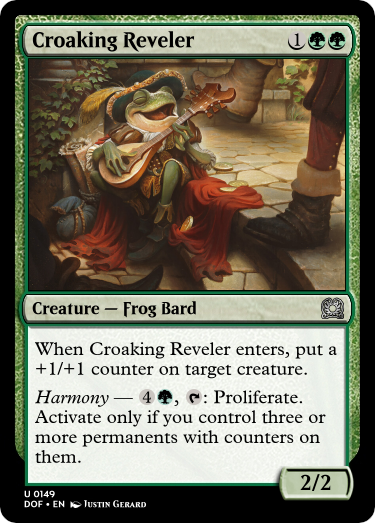 Croaking Reveler 1
Creature — Frog Bard
When Croaking Reveler enters, put a
+1/+1 counter on target creature.
Harmony — 4, : Proliferate.
Activate only if you control three or
more permanents with counters on
them.
2/2
U 0149
DOF • EN Justin Gerard